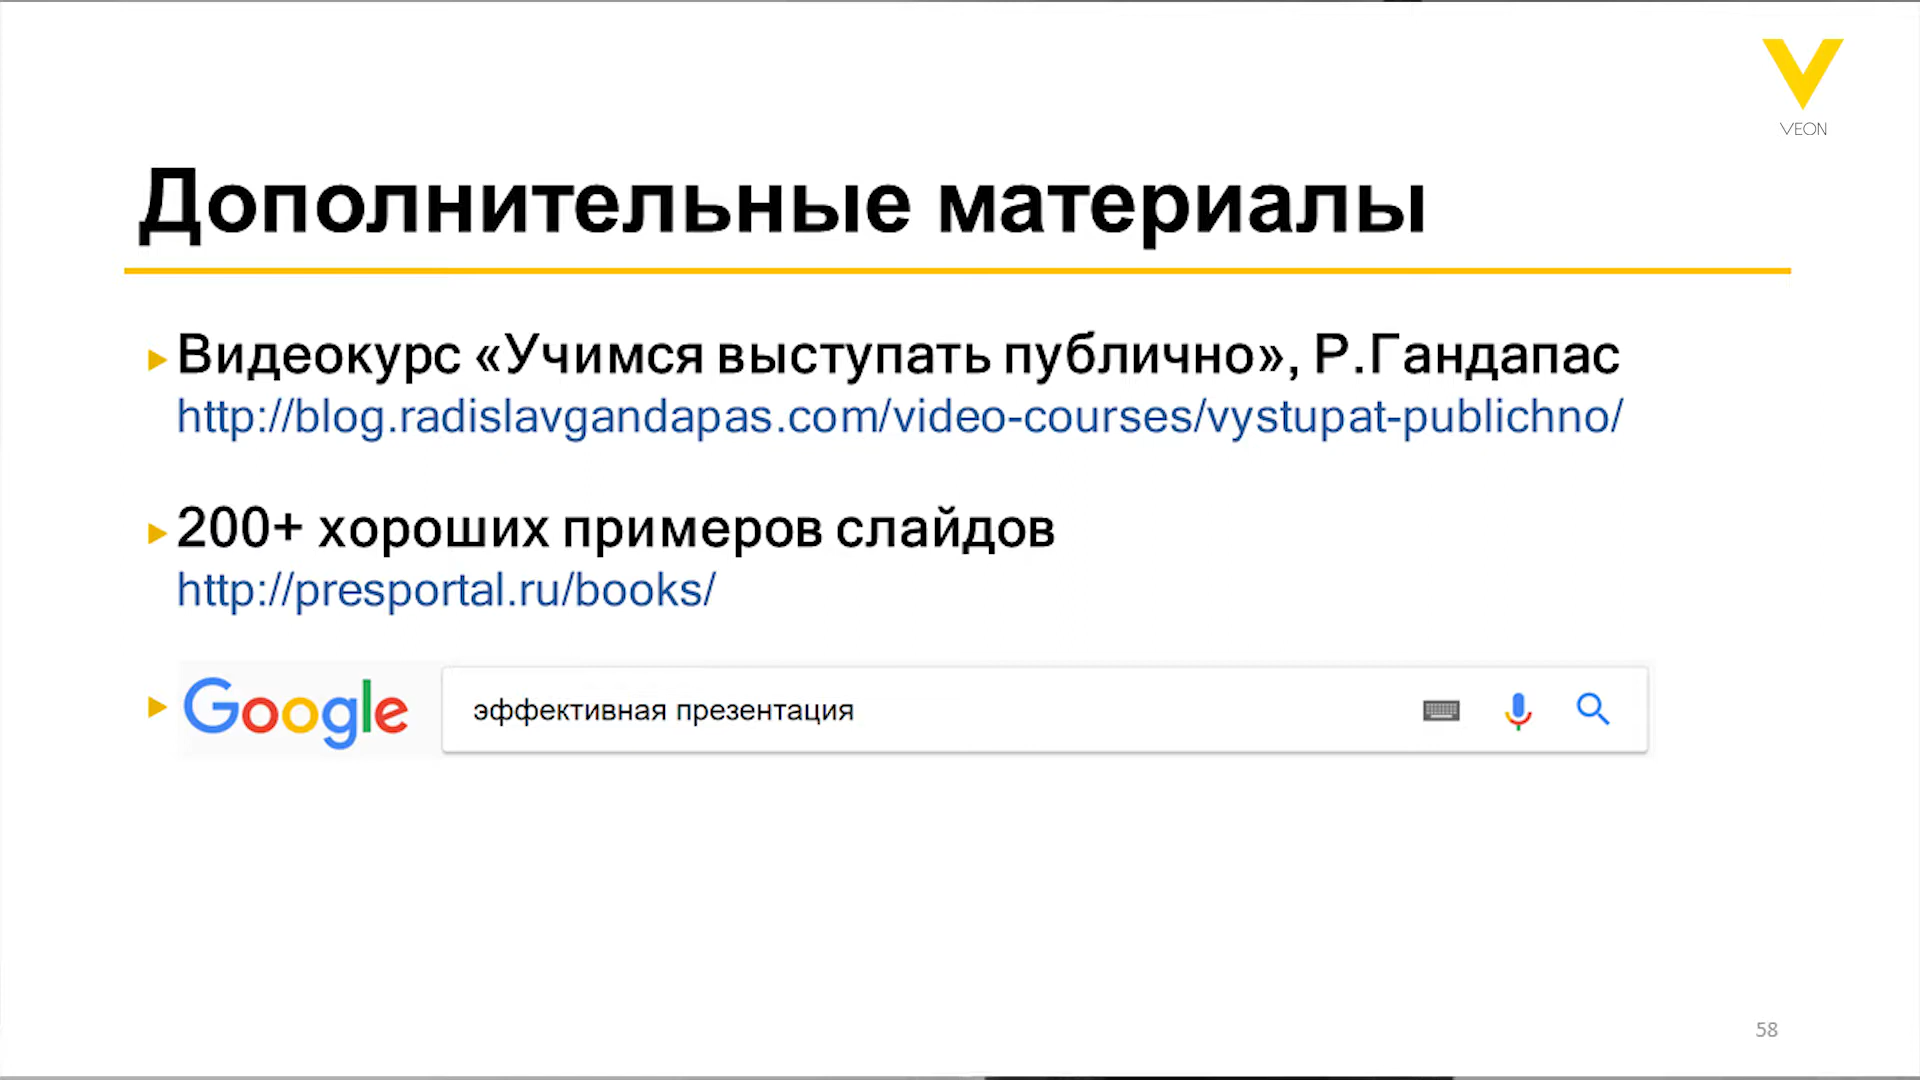 VEON
Дополнительные материалы
Видеокурс «Учимся выступать публично», Р.Гандапас
http://blog.radislavgandapas.com/video-courses/vystupat-publichno/
200+ хороших примеров слайдов
http://presportal.ru/books/
Google эффективная презентация
58